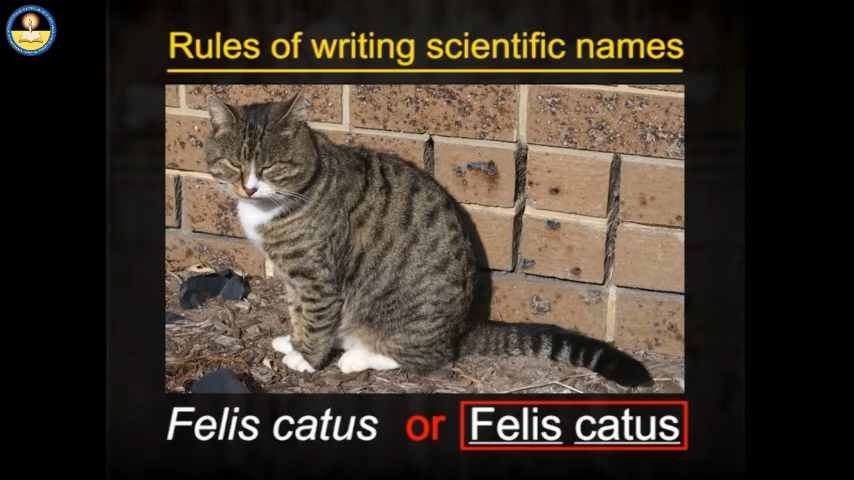 Rules of writing scientific names
Felis catus or Felis catus